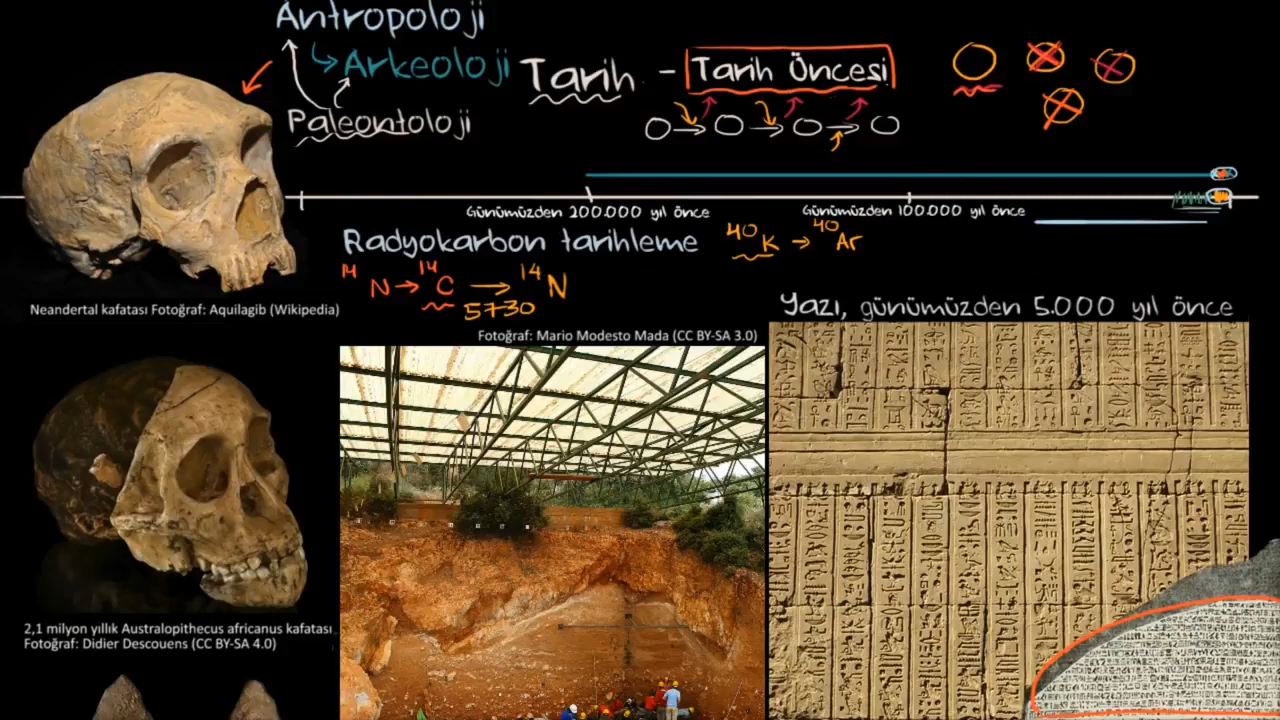 Antropoloji
Arkeoloji
Paleontoloji
Tarih - Tarih Öncesi
Günümüzden 200.000 yıl önce
Günümüzden 100.000 yıl önce
Radyokarbon tarihleme
40K → 40Ar
14N → 14C → 14N
5730
Neandertal kafatası Fotoğraf: Aquilagib (Wikipedia)
Yazı, günümüzden 5.000 yıl önce
Fotoğraf: Mario Modesto Mada (CC BY-SA 3.0)
2,1 milyon yıllık Australopithecus africanus kafatası
Fotoğraf: Didier Descouens (CC BY-SA 4.0)